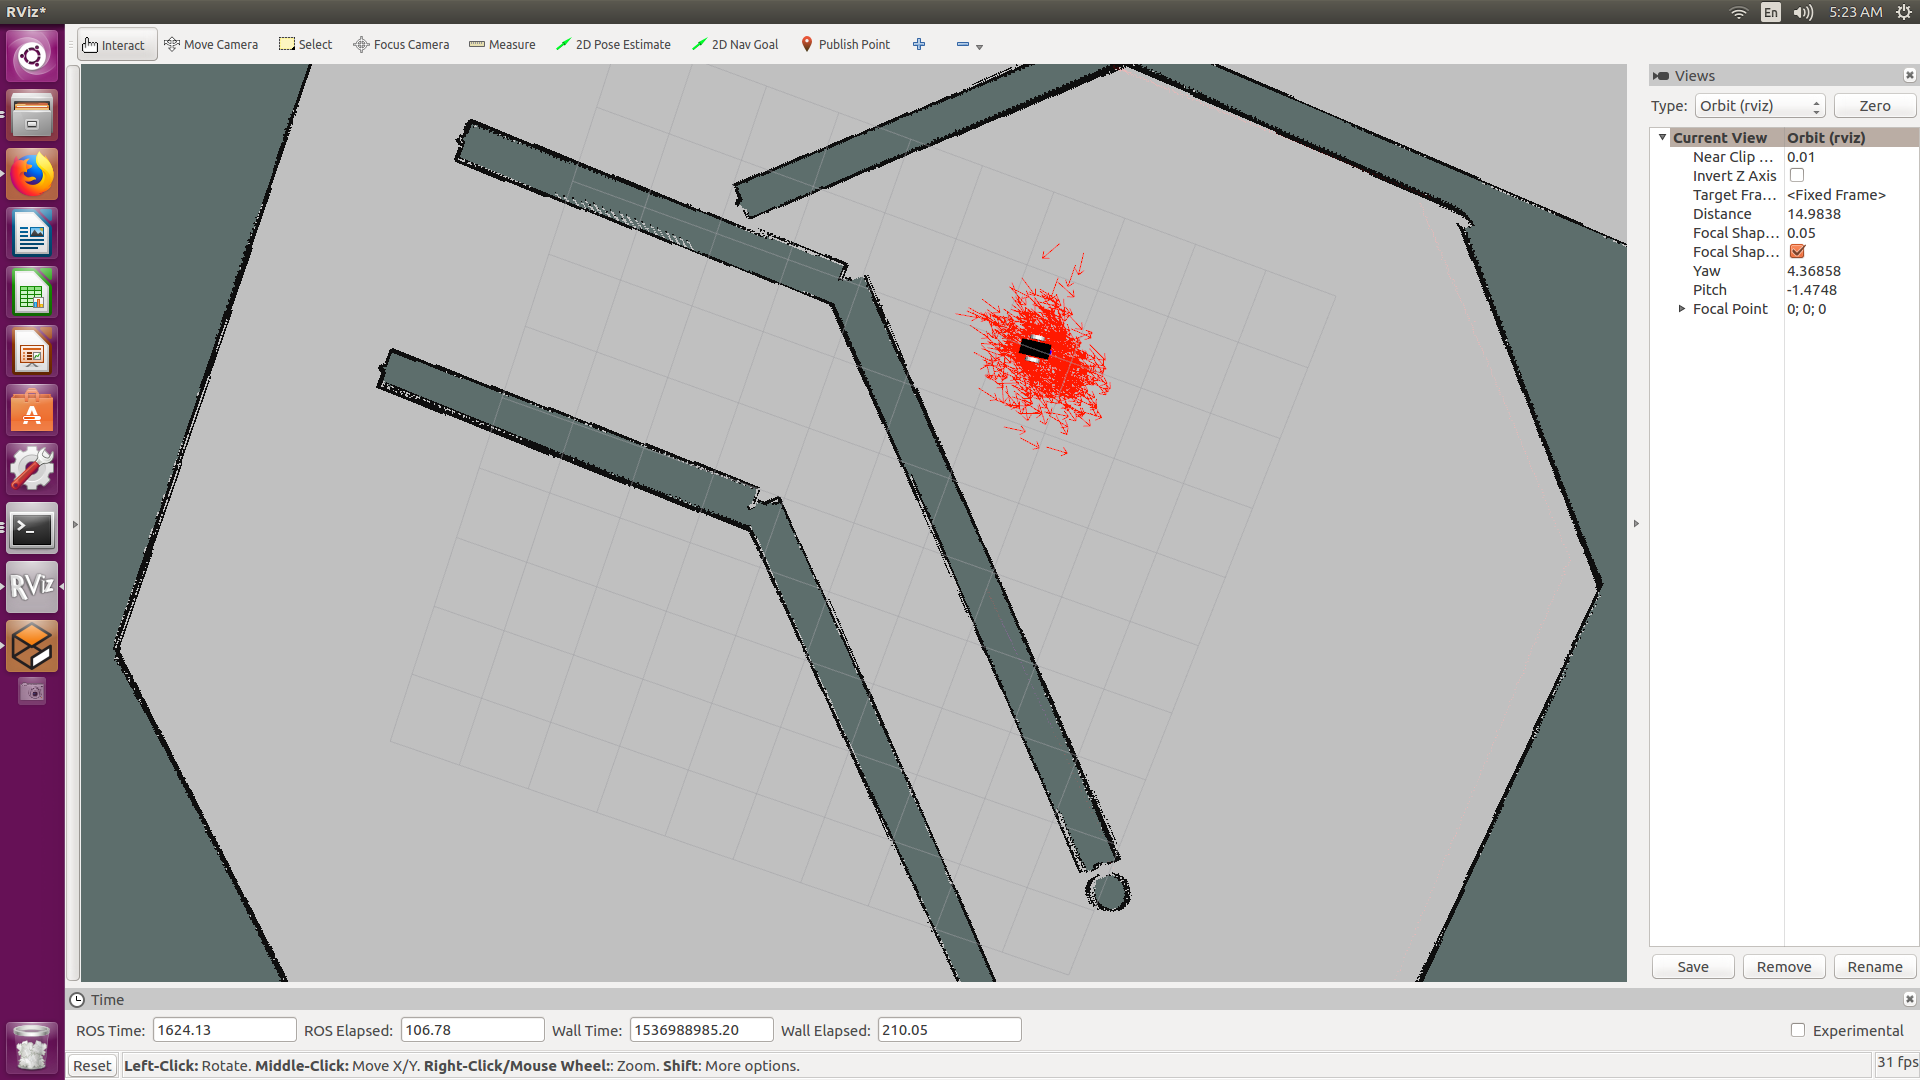 RViz*
En
5:23 AM
Interact
Move Camera
Select
Focus Camera
Measure
2D Pose Estimate
2D Nav Goal
Publish Point
Views
Type:
Orbit (rviz)
Zero
Current View Orbit (rviz)
Near Clip ... 0.01
Invert Z Axis
Target Fra... <Fixed Frame>
Distance 14.9838
Focal Shap... 0.05
Focal Shap...
Yaw 4.36858
Pitch -1.4748
Focal Point 0; 0; 0
RViz
Save
Remove
Rename
Time
ROS Time: 1624.13
ROS Elapsed: 106.78
Wall Time: 1536988985.20
Wall Elapsed: 210.05
Experimental
Reset
Left-Click: Rotate. Middle-Click: Move X/Y. Right-Click/Mouse Wheel:: Zoom. Shift: More options.
31 fps